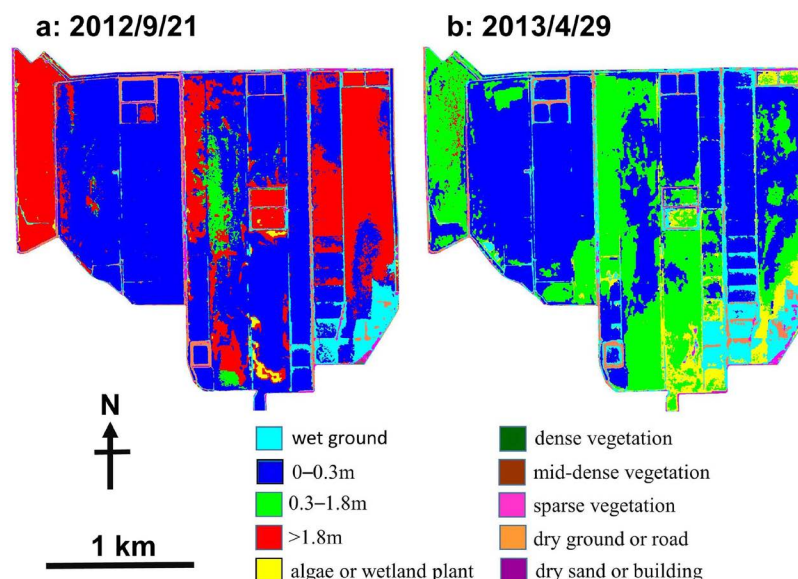 a: 2012/9/21
b: 2013/4/29
N
1 km
wet ground
0–0.3m
0.3–1.8m
>1.8m
algae or wetland plant
dense vegetation
mid-dense vegetation
sparse vegetation
dry ground or road
dry sand or building